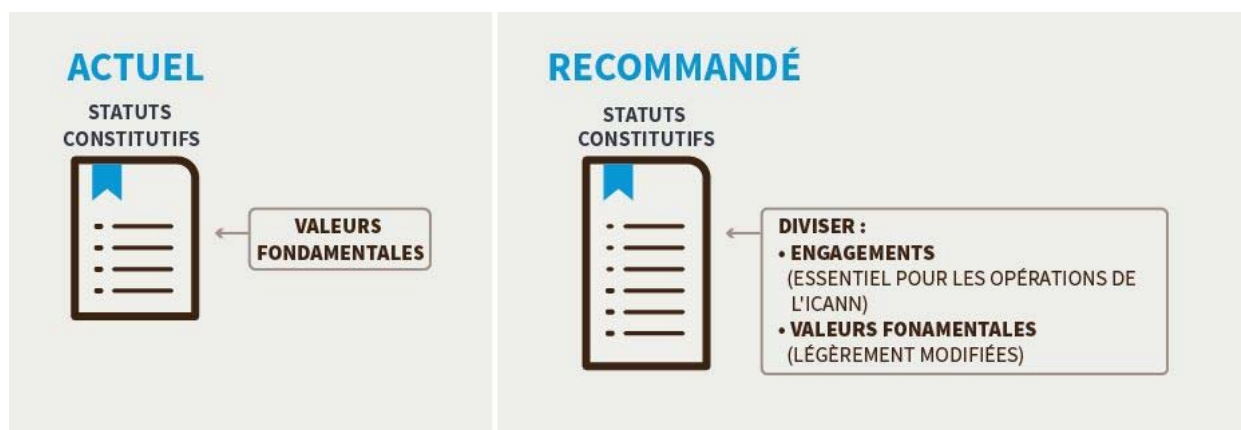 ACTUEL
STATUTS
CONSTITUTIFS
VALEURS
FONDAMENTALES
RECOMMANDÉ
STATUTS
CONSTITUTIFS
DIVISER :
• ENGAGEMENTS
(ESSENTIEL POUR LES OPÉRATIONS DE
L'ICANN)
• VALEURS FONAMENTALES
(LÉGÈREMENT MODIFIÉES)